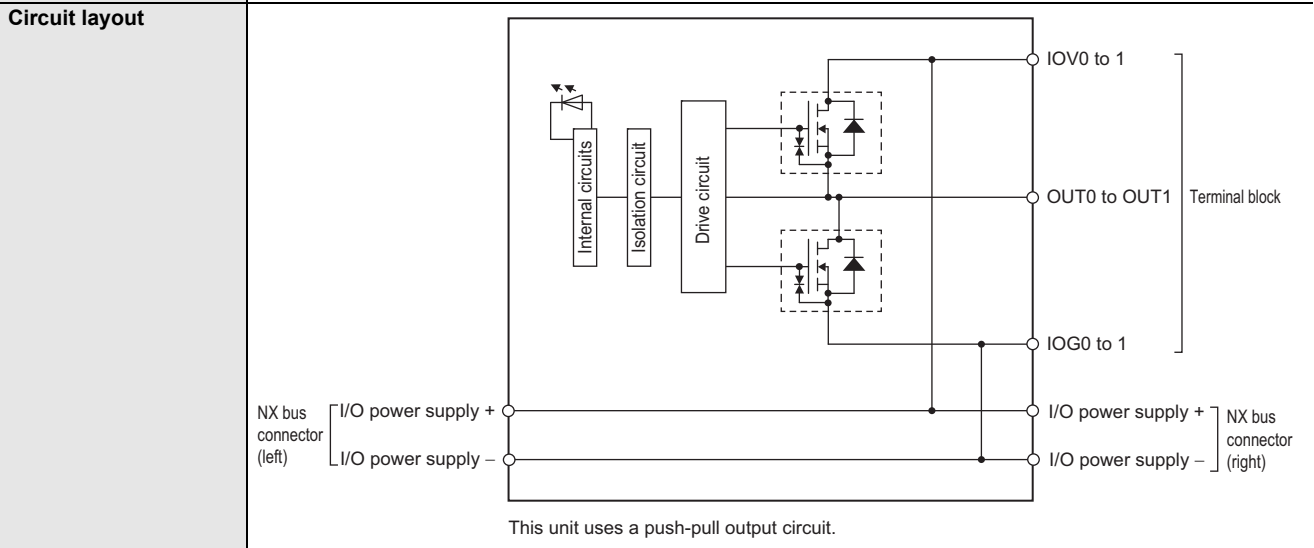 Circuit layout
IOV0 to 1
Internal circuits
Isolation circuit
Drive circuit
OUT0 to OUT1
Terminal block
IOG0 to 1
NX bus
connector
(left)
I/O power supply +
I/O power supply –
I/O power supply +
I/O power supply –
NX bus
connector
(right)
This unit uses a push-pull output circuit.